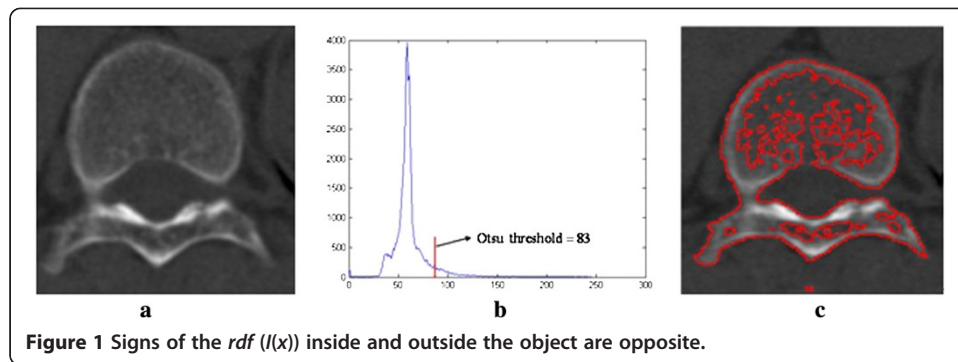 4000
3500
3000
2500
2000
1500
1000
500
0
0 50 100 150 200 250 300
Otsu threshold = 83
a b c
Figure 1 Signs of the rdf (I(x)) inside and outside the object are opposite.